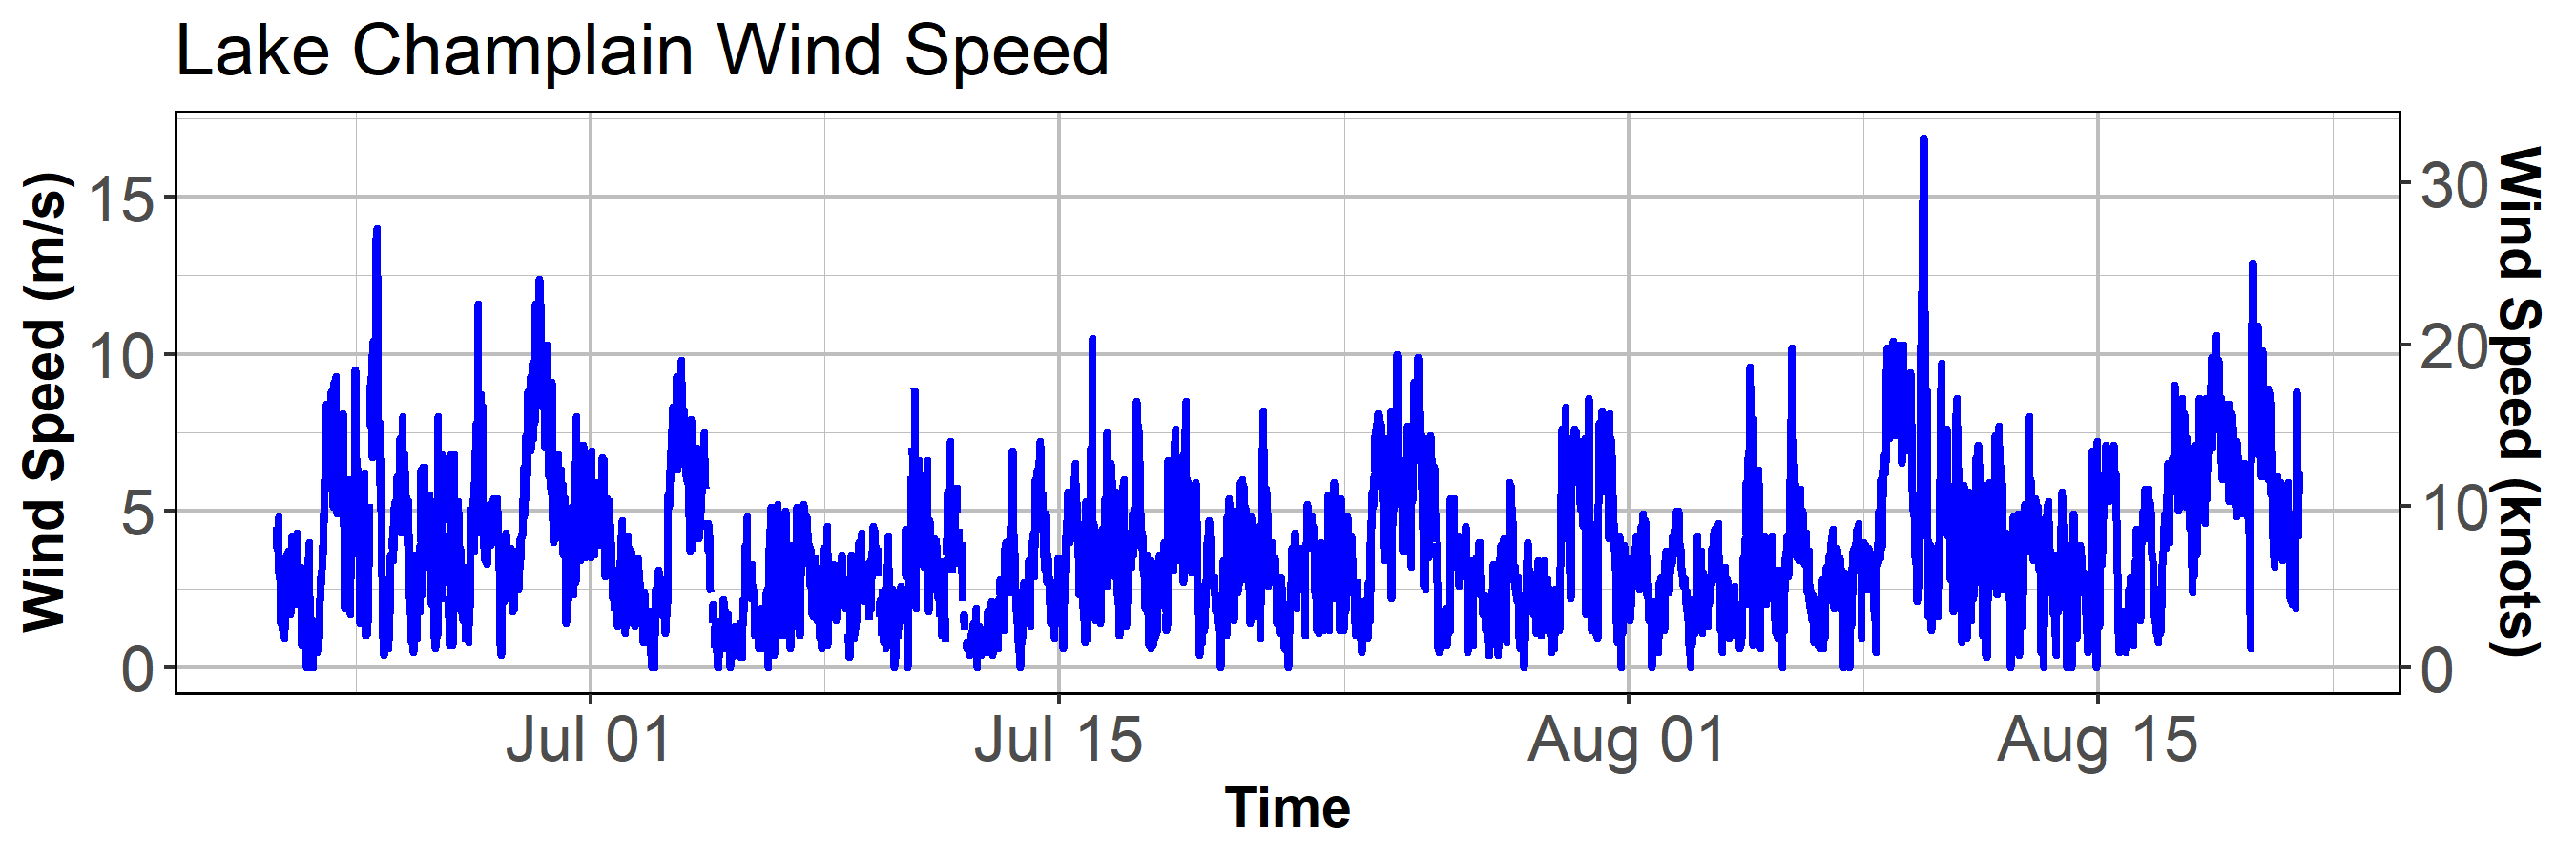 Lake Champlain Wind Speed
Wind Speed (m/s)
15
10
5
0
30
20
10
0
Wind Speed (knots)
Jul 01
Jul 15
Aug 01
Aug 15
Time